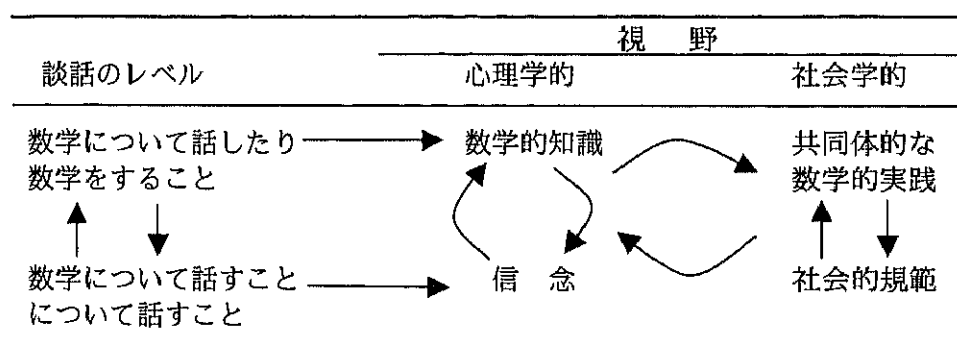 視 野
談話のレベル 心理学的 社会学的
数学について話したり 数学的知識 共同体的な
数学をすること 数学的実践
数学について話すこと 信 念 社会的規範
について話すこと